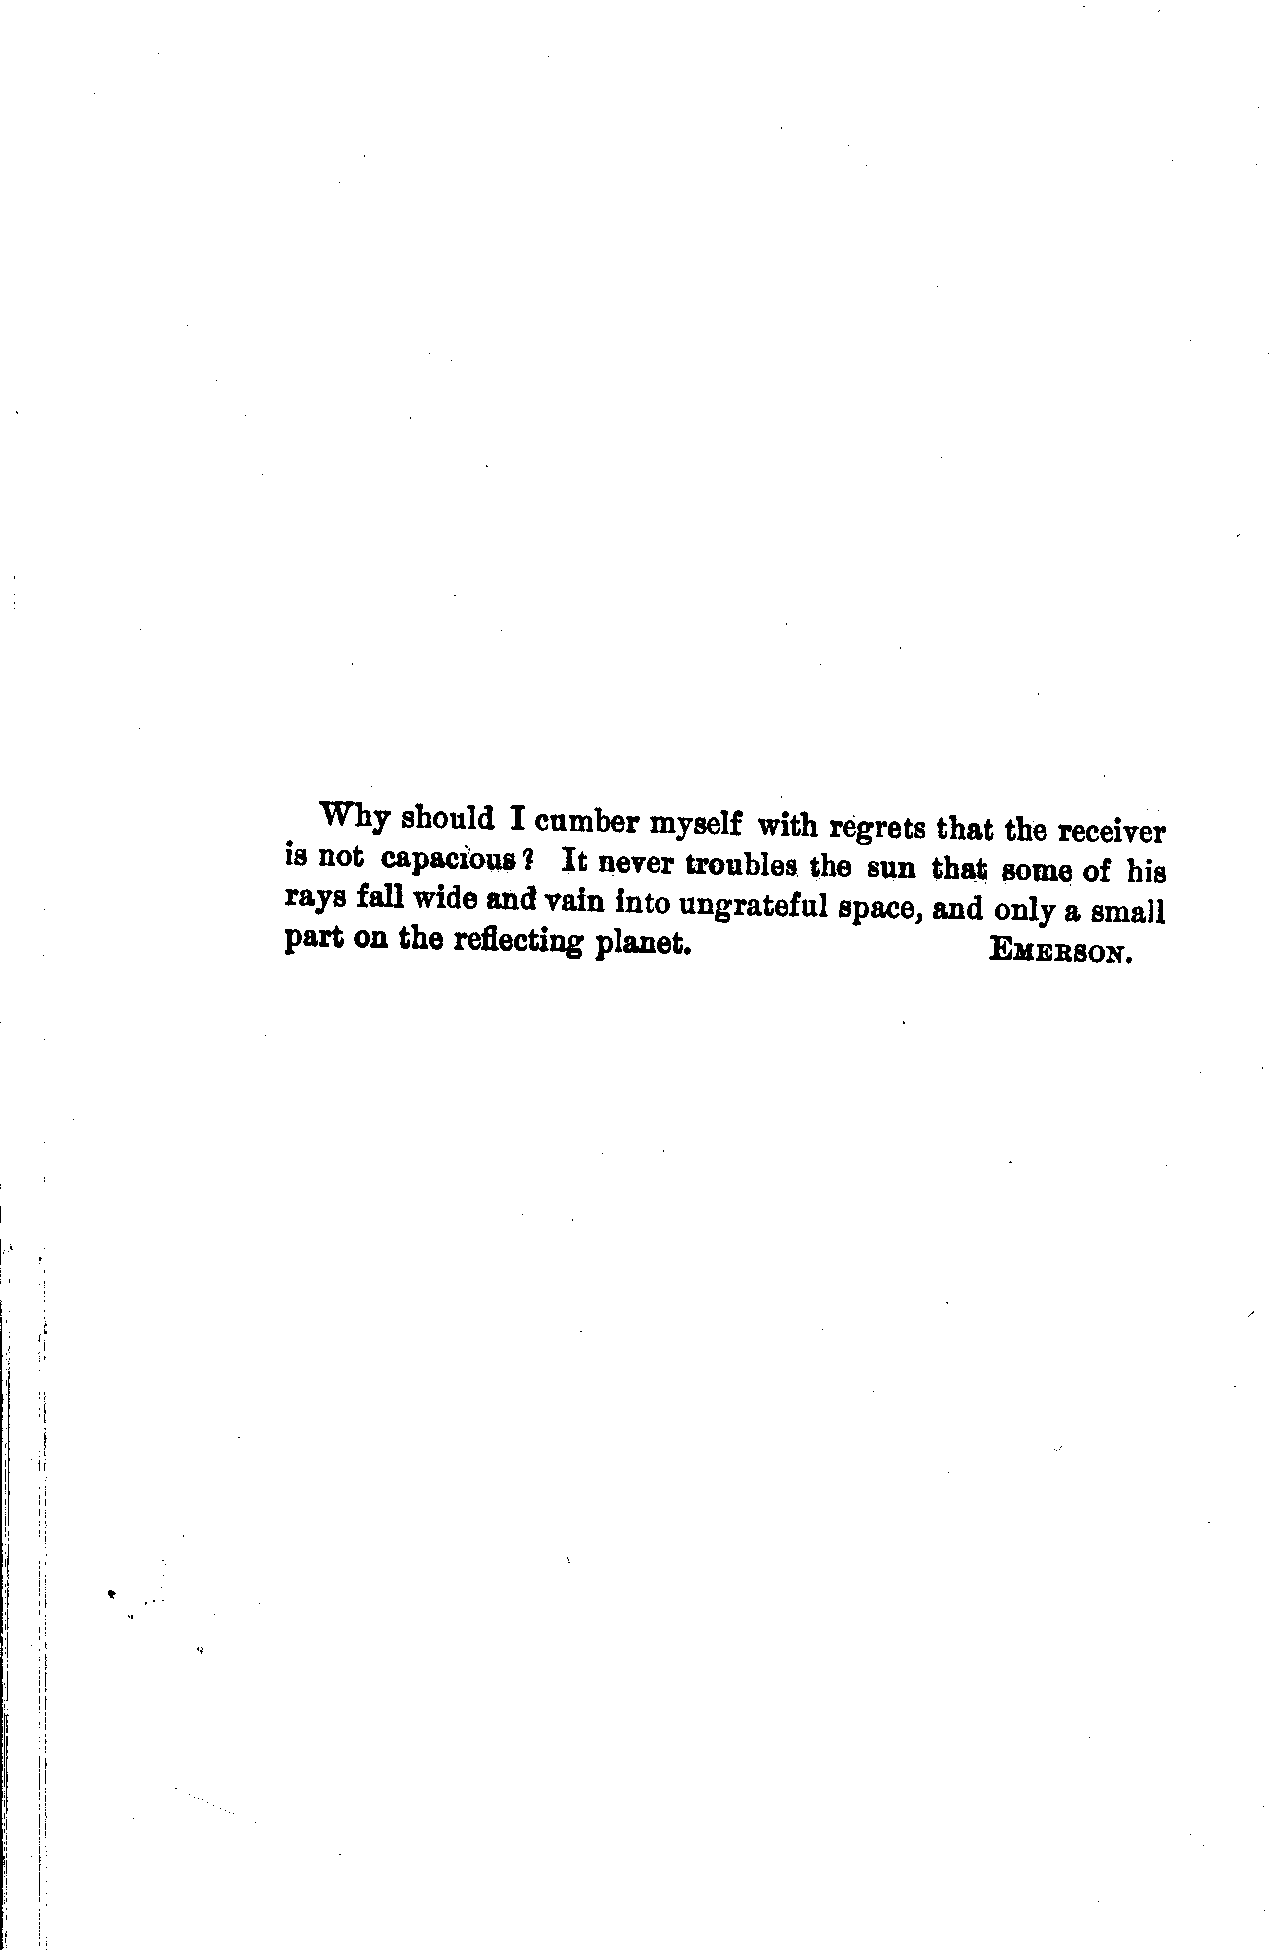 Why should I cumber myself with regrets that the receiver
is not capacious? It never troubles the sun that some of his
rays fall wide and vain into ungrateful space, and only a small
part on the reflecting planet. EMERSON.